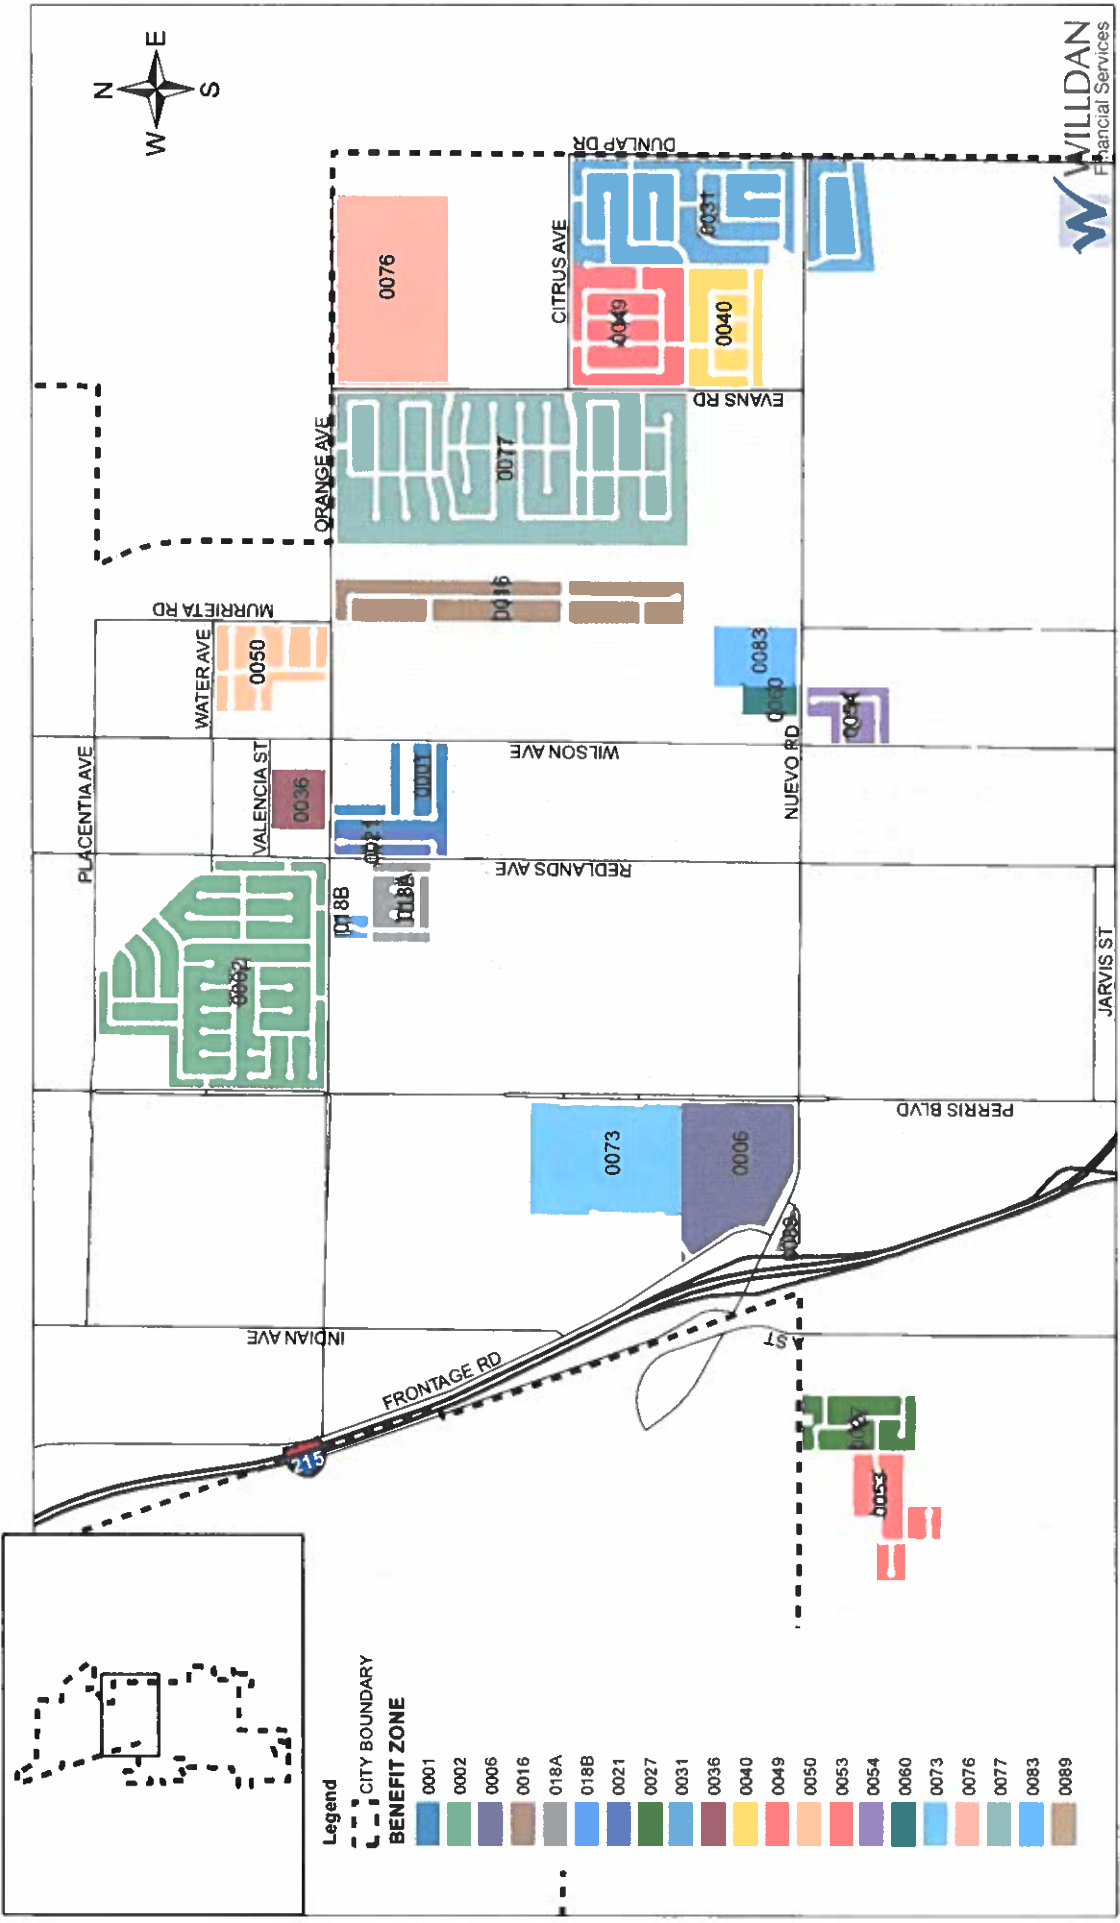 N
W
E
S
PLACENTIA AVE
WATER AVE
MURRIETA RD
VALENCIA ST
ORANGE AVE
CITRUS AVE
DUNLAP DR
EVANS RD
WILSON AVE
REDLANDS AVE
NUEVO RD
PERRIS BLVD
JARVIS ST
INDIAN AVE
FRONTAGE RD
A ST
215
0002
0036
0050
018B
018A
0021
0001
0016
0077
0076
0049
0031
0040
0083
0060
0054
0073
0006
0089
0053
Legend
CITY BOUNDARY
BENEFIT ZONE
0001
0002
0006
0016
018A
018B
0021
0027
0031
0036
0040
0049
0050
0053
0054
0060
0073
0076
0077
0083
0089
WILLDAN
Financial Services